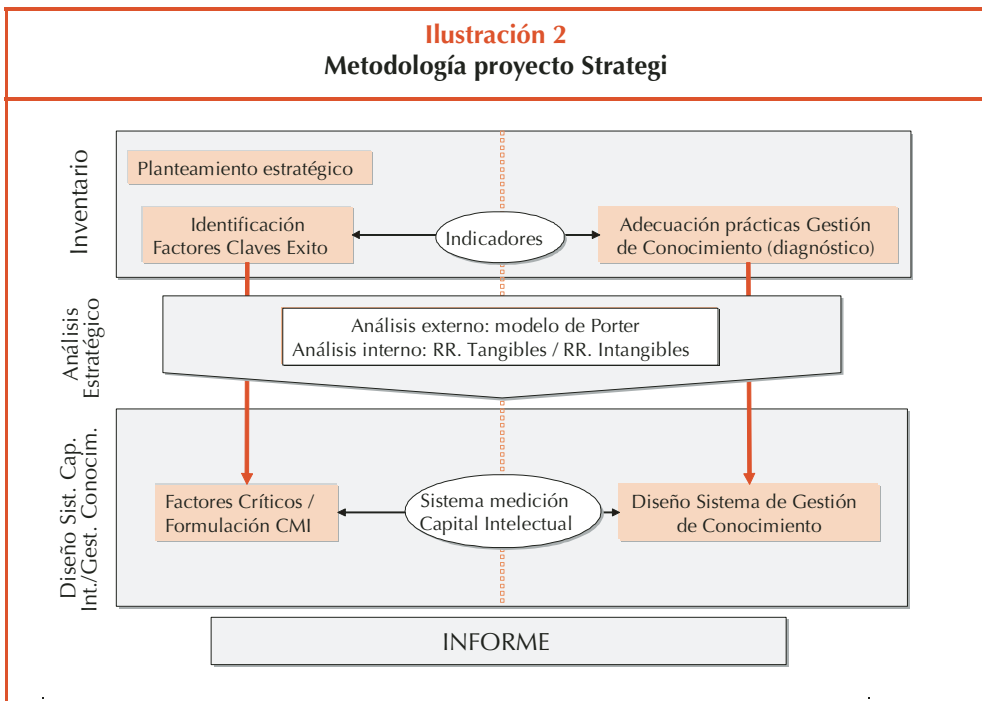 Ilustración 2
Metodología proyecto Strategi
Inventario
Planteamiento estratégico
Identificación
Factores Claves Exito
Indicadores
Adecuación prácticas Gestión
de Conocimiento (diagnóstico)
Análisis
Estratégico
Análisis externo: modelo de Porter
Análisis interno: RR. Tangibles / RR. Intangibles
Diseño Sist. Cap.
Int./Gest. Conocim.
Factores Críticos /
Formulación CMI
Sistema medición
Capital Intelectual
Diseño Sistema de Gestión
de Conocimiento
INFORME